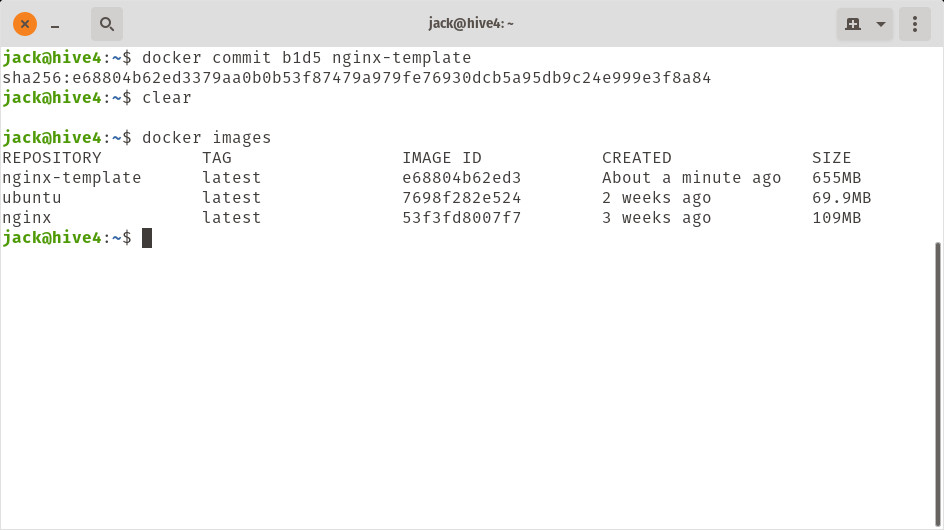 jack@hive4: ~
jack@hive4:~$ docker commit b1d5 nginx-template
sha256:e68804b62ed3379aa0b0b53f87479a979fe76930dcb5a95db9c24e999e3f8a84
jack@hive4:~$ clear
jack@hive4:~$ docker images
REPOSITORY TAG IMAGE ID CREATED SIZE
nginx-template latest e68804b62ed3 About a minute ago 655MB
ubuntu latest 7698f282e524 2 weeks ago 69.9MB
nginx latest 53f3fd8007f7 3 weeks ago 109MB
jack@hive4:~$